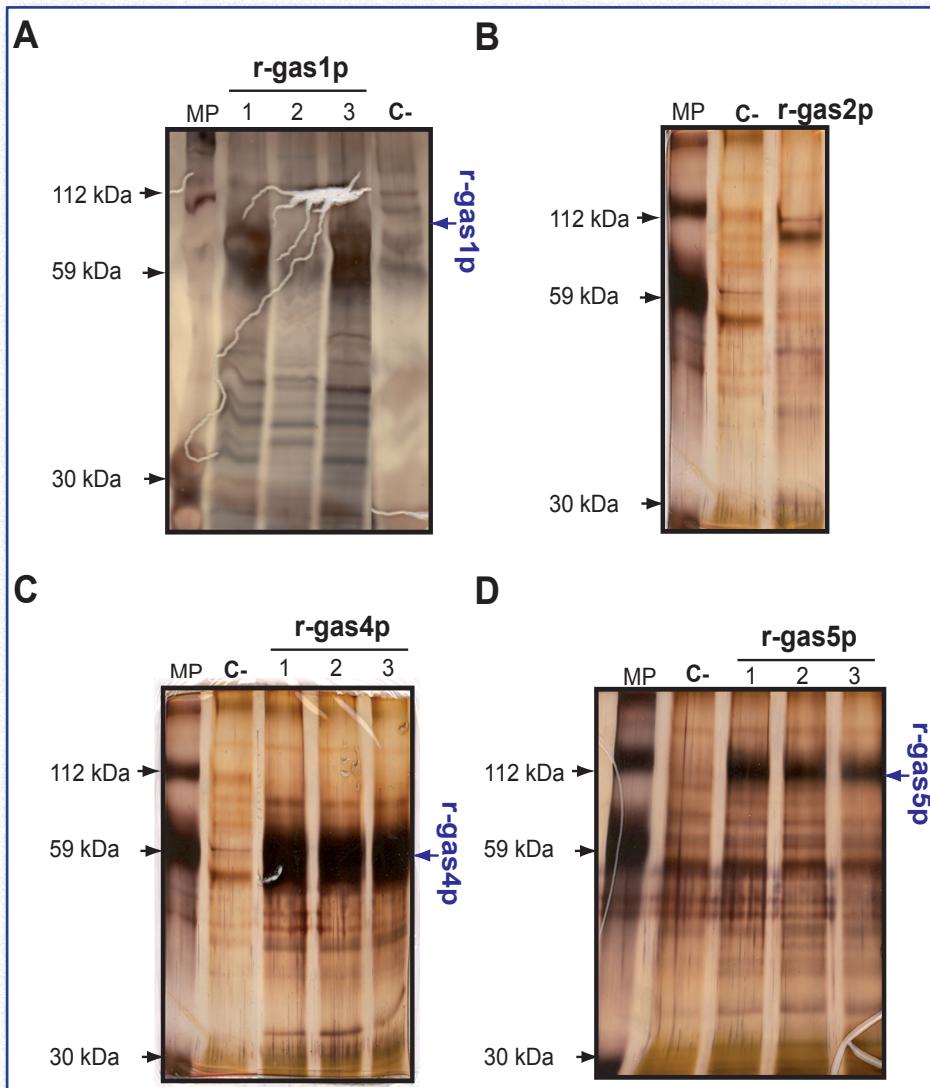 A
r-gas1p
MP 1 2 3 C-
112 kDa
59 kDa
30 kDa
r-gas1p
B
MP C- r-gas2p
112 kDa
59 kDa
30 kDa
C
r-gas4p
MP C- 1 2 3
112 kDa
59 kDa
30 kDa
r-gas4p
D
r-gas5p
MP C- 1 2 3
112 kDa
59 kDa
30 kDa
r-gas5p